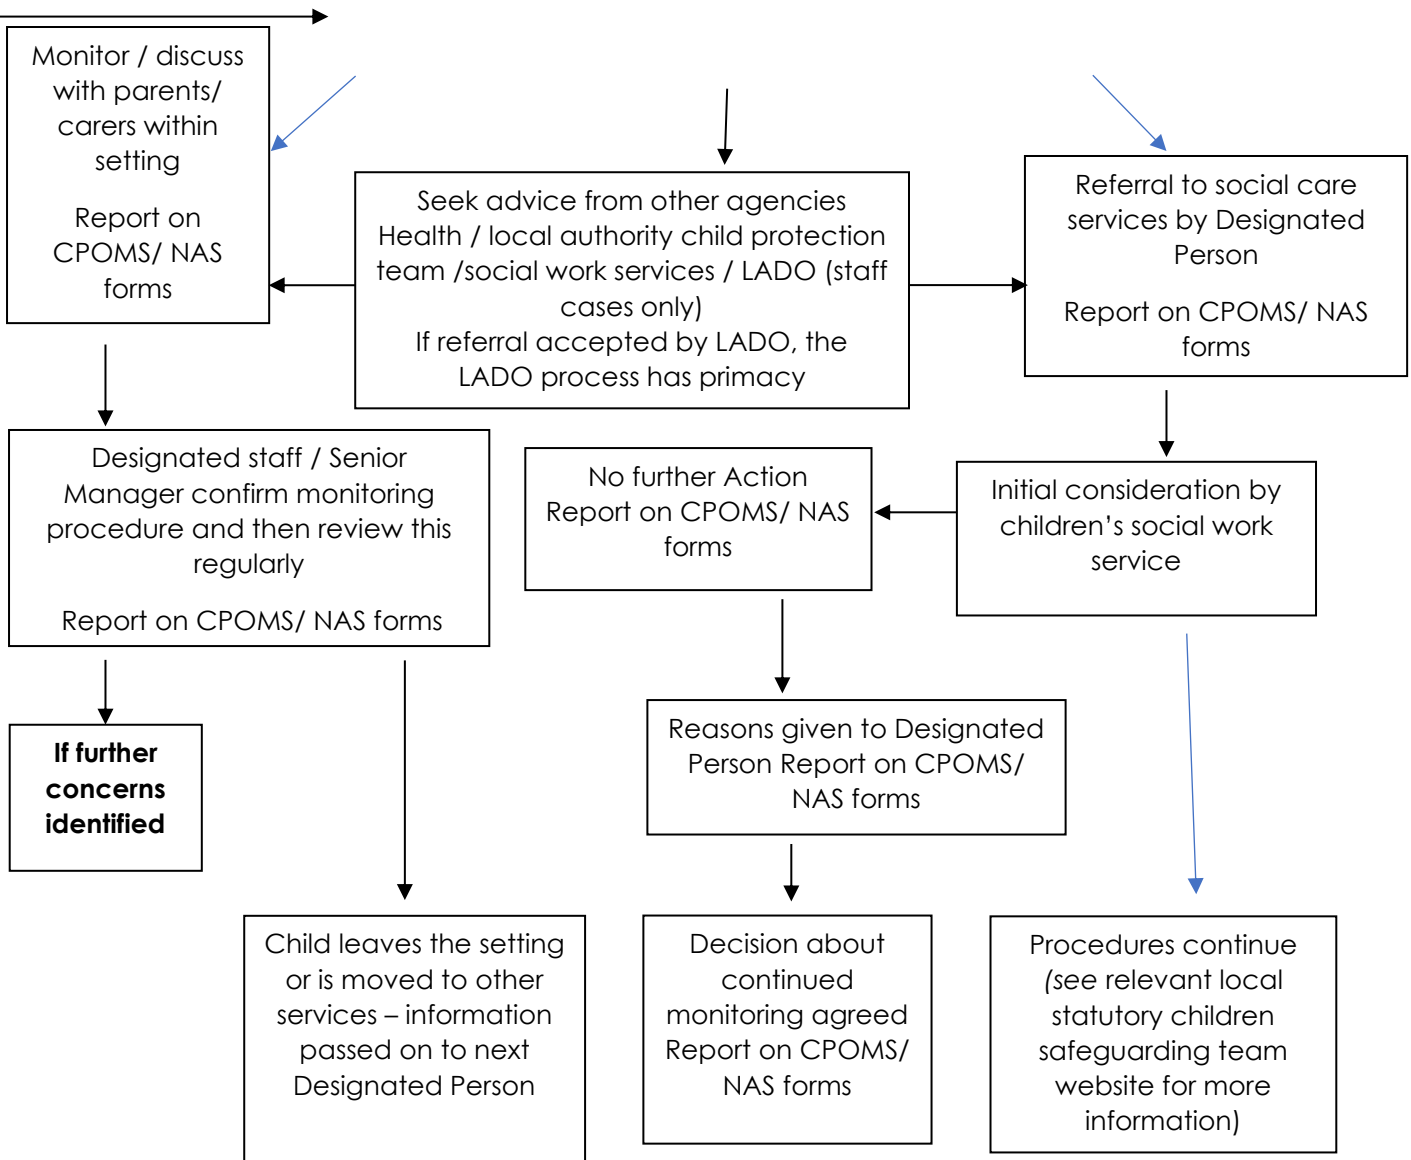 Monitor / discuss
with parents/
carers within
setting
Report on
CPOMS/ NAS
forms
Seek advice from other agencies
Health / local authority child protection
team /social work services / LADO (staff
cases only)
If referral accepted by LADO, the
LADO process has primacy
Referral to social care
services by Designated
Person
Report on CPOMS/ NAS
forms
Designated staff / Senior
Manager confirm monitoring
procedure and then review this
regularly
Report on CPOMS/ NAS forms
No further Action
Report on CPOMS/ NAS
forms
Initial consideration by
children’s social work
service
If further
concerns
identified
Reasons given to Designated
Person Report on CPOMS/
NAS forms
Child leaves the setting
or is moved to other
services – information
passed on to next
Designated Person
Decision about
continued
monitoring agreed
Report on CPOMS/
NAS forms
Procedures continue
(see relevant local
statutory children
safeguarding team
website for more
information)